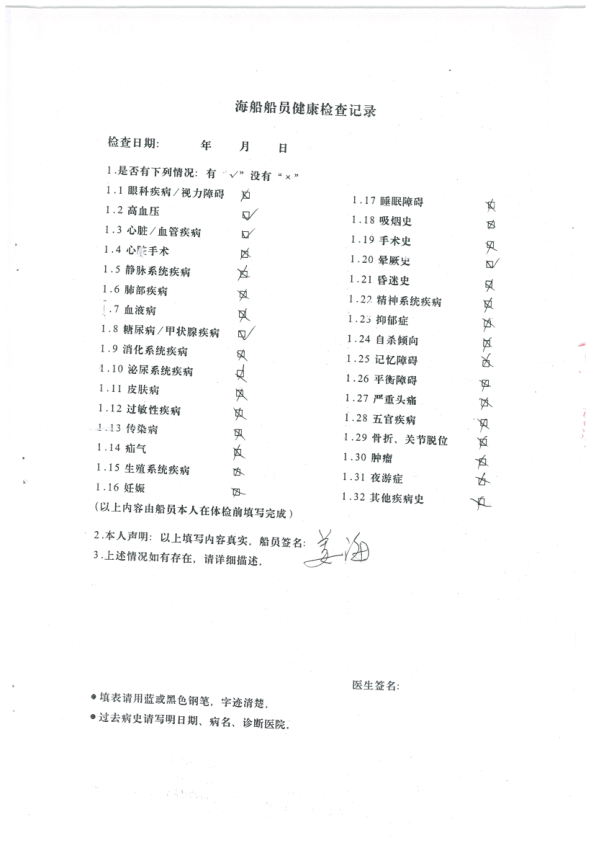 海船船员健康检查记录
检查日期： 年 月 日
1.是否有下列情况：有“√”没有“×”
1.1 眼科疾病/视力障碍 ☒
1.2 高血压 ☑
1.3 心脏/血管疾病 ☑
1.4 心脏手术 ☒
1.5 静脉系统疾病 ☒
1.6 肺部疾病 ☒
1.7 血液病 ☒
1.8 糖尿病/甲状腺疾病 ☑
1.9 消化系统疾病 ☒
1.10 泌尿系统疾病 ☒
1.11 皮肤病 ☒
1.12 过敏性疾病 ☒
1.13 传染病 ☒
1.14 疝气 ☒
1.15 生殖系统疾病 ☒
1.16 妊娠 ☒
1.17 睡眠障碍 ☒
1.18 吸烟史 ☒
1.19 手术史 ☒
1.20 晕厥史 ☑
1.21 昏迷史 ☒
1.22 精神系统疾病 ☒
1.23 抑郁症 ☒
1.24 自杀倾向 ☒
1.25 记忆障碍 ☒
1.26 平衡障碍 ☒
1.27 严重头痛 ☒
1.28 五官疾病 ☒
1.29 骨折、关节脱位 ☒
1.30 肿瘤 ☒
1.31 夜游症 ☒
1.32 其他疾病史 ☒
（以上内容由船员本人在体检前填写完成）
2.本人声明：以上填写内容真实。船员签名：姜海
3.上述情况如有存在，请详细描述。
医生签名：
●填表请用蓝或黑色钢笔，字迹清楚。
●过去病史请写明日期、病名、诊断医院。